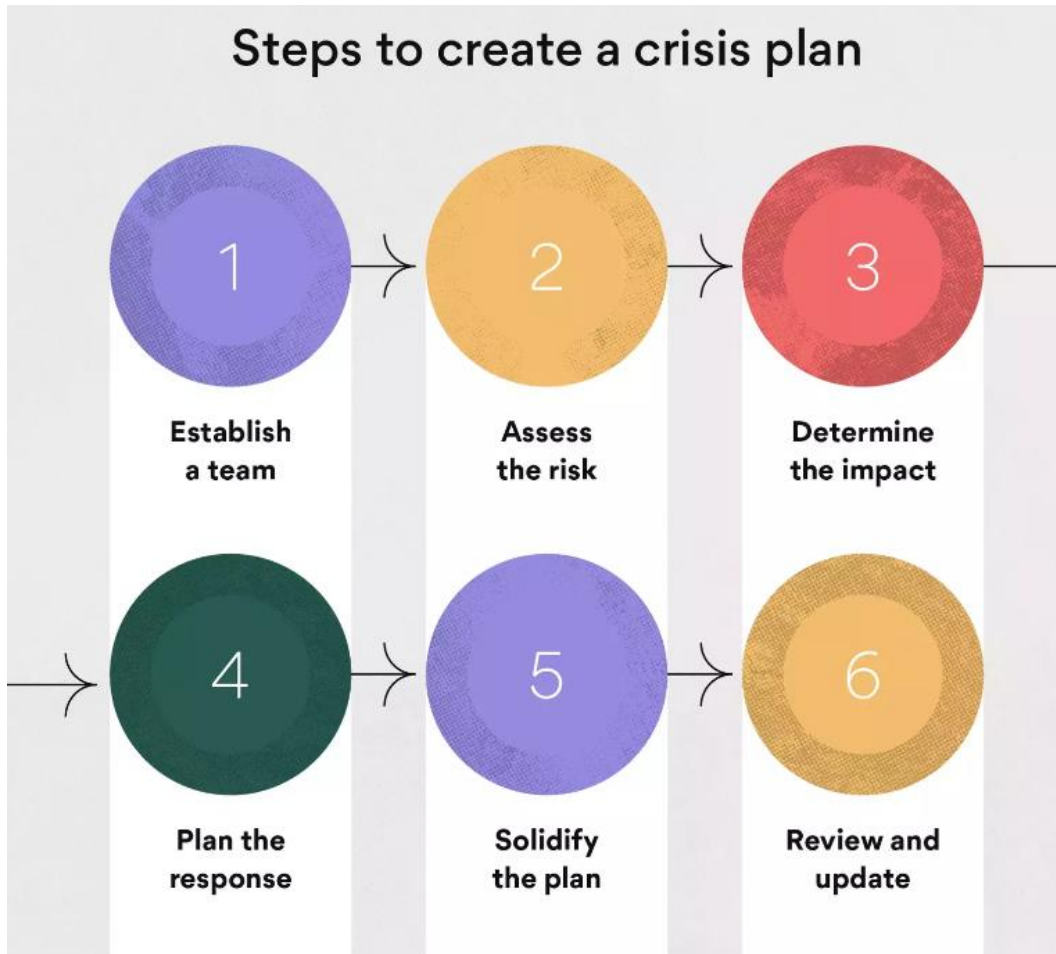 Steps to create a crisis plan
1
2
3
Establish
a team
Assess
the risk
Determine
the impact
4
5
6
Plan the
response
Solidify
the plan
Review and
update